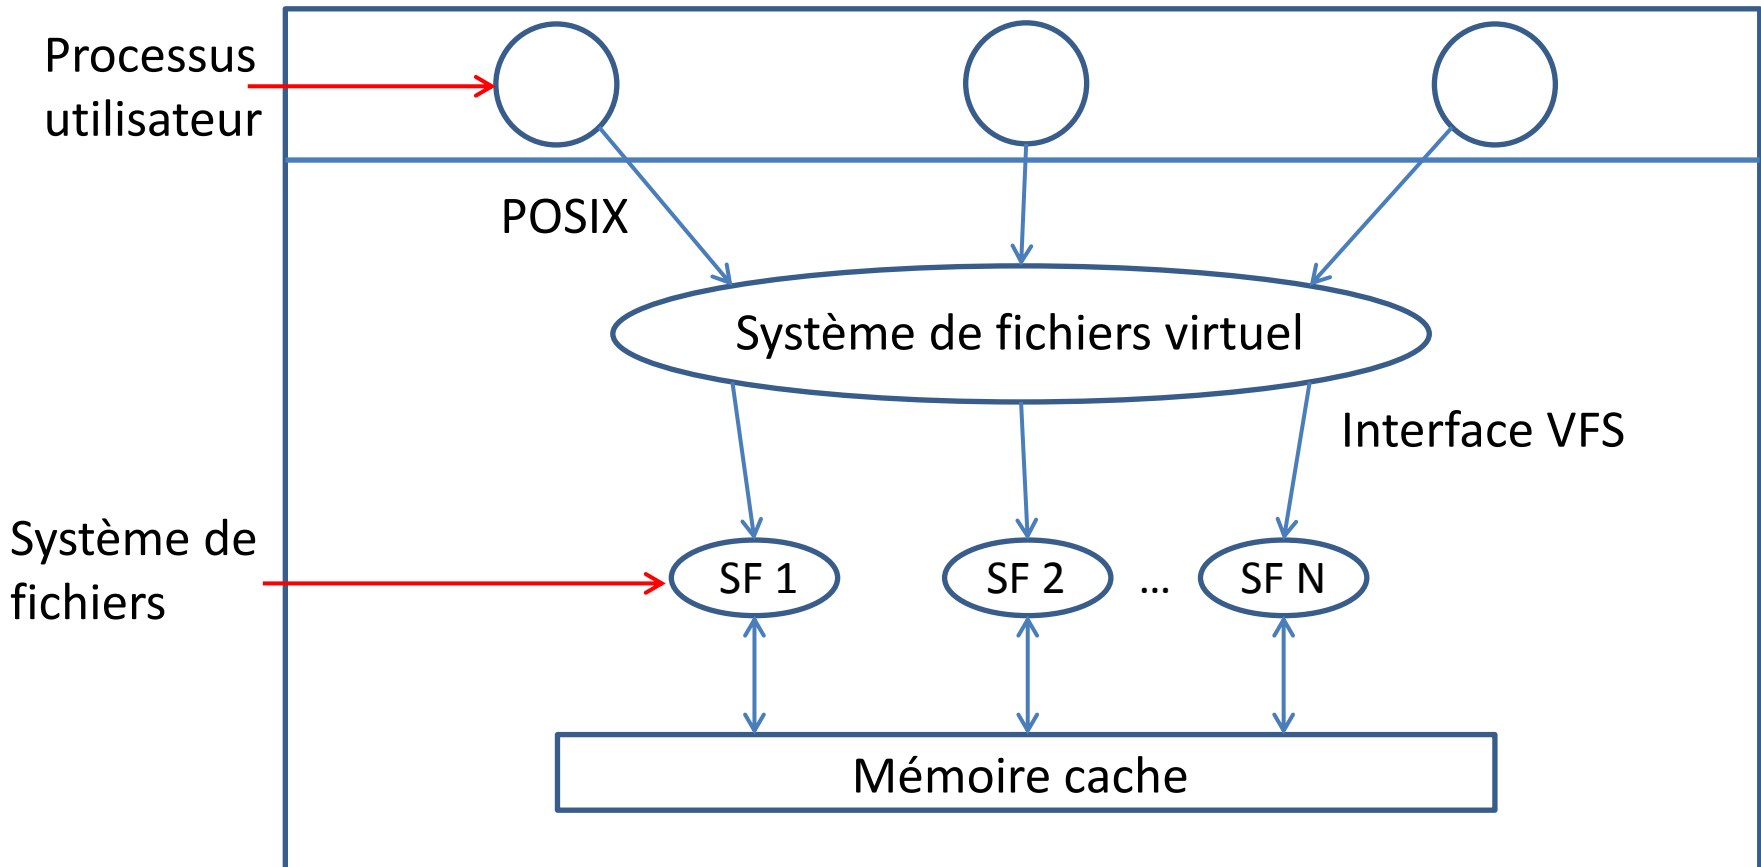 Processus
utilisateur
POSIX
Système de fichiers virtuel
Interface VFS
Système de
fichiers
SF 1
SF 2
...
SF N
Mémoire cache